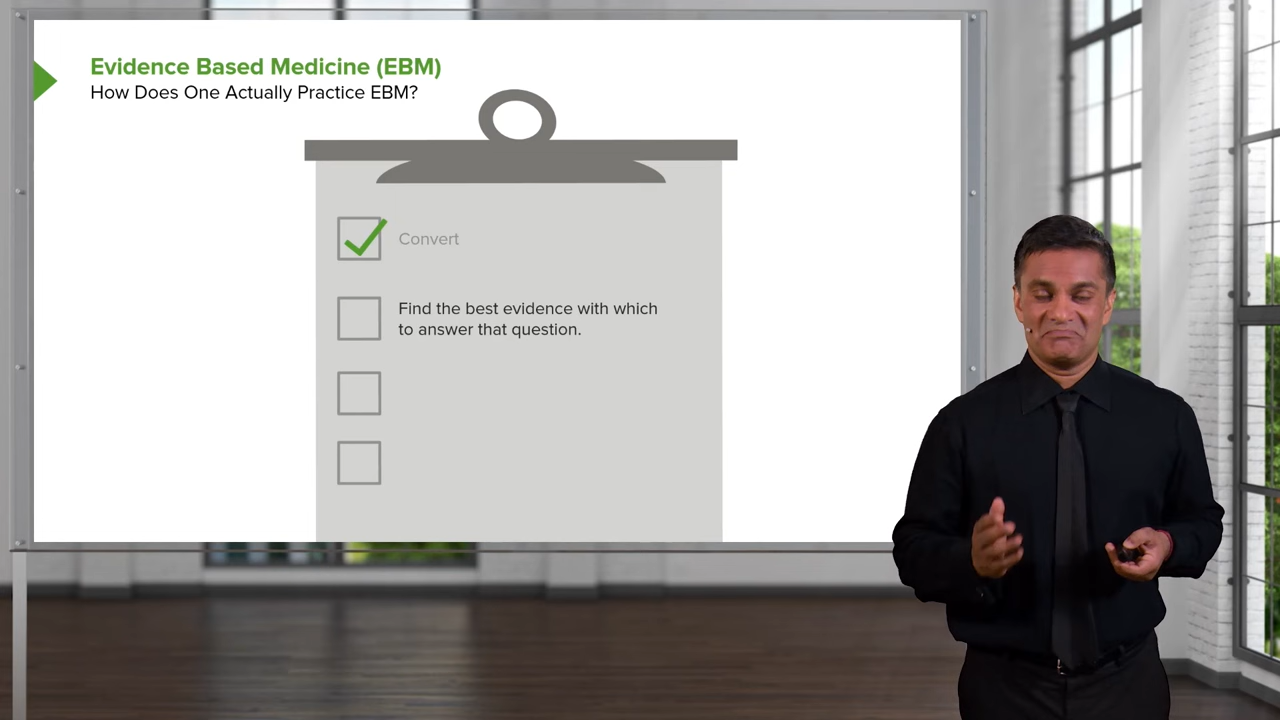 Evidence Based Medicine (EBM)
How Does One Actually Practice EBM?
Convert
Find the best evidence with which
to answer that question.